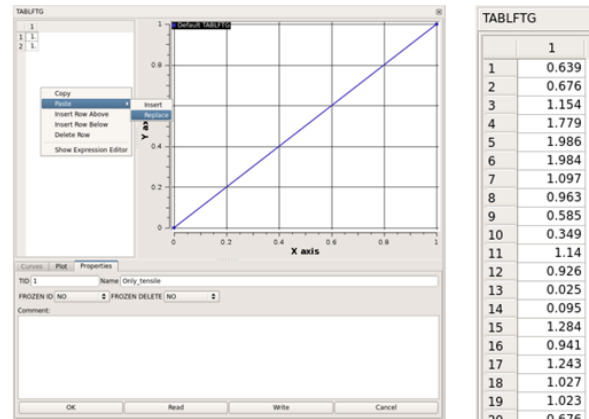 TABLFTG
1
1 1.
2 1.
Copy
Paste
Insert Row Above
Insert Row Below
Delete Row
Show Expression Editor
Insert
Replace
Default TABLFTG
1
0.8
0.4
0.2
0
0 0.2 0.4 0.6 0.8 1
X axis
Curves Plot Properties
TID 1 Name Only_tensile
FROZEN ID NO FROZEN DELETE NO
Comment:
OK Read Write Cancel
TABLFTG
1
1 0.639
2 0.676
3 1.154
4 1.779
5 1.986
6 1.984
7 1.097
8 0.963
9 0.585
10 0.349
11 1.14
12 0.926
13 0.025
14 0.095
15 1.284
16 0.941
17 1.243
18 1.027
19 1.023
20 0.676